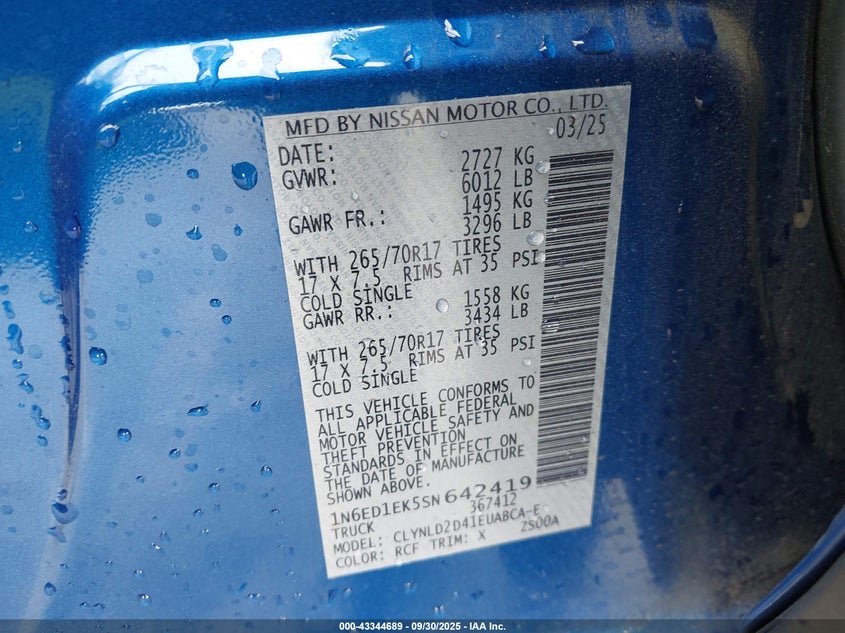 MFD BY NISSAN MOTOR CO., LTD.
DATE: 03/25
GVWR: 2727 KG
6012 LB
GAWR FR.: 1495 KG
3296 LB
WITH 265/70R17 TIRES
17 X 7.5 RIMS AT 35 PSI
COLD SINGLE
GAWR RR.: 1558 KG
3434 LB
WITH 265/70R17 TIRES
17 X 7.5 RIMS AT 35 PSI
COLD SINGLE
THIS VEHICLE CONFORMS TO
ALL APPLICABLE FEDERAL
MOTOR VEHICLE SAFETY AND
THEFT PREVENTION
STANDARDS IN EFFECT ON
THE DATE OF MANUFACTURE
SHOWN ABOVE.
1N6ED1EK5SN642419
TRUCK 367412
MODEL: CLYNLD2D41EUABCA-E
COLOR: RCF TRIM: X 2S00A
000-43344689 - 09/30/2025 - IAA Inc.